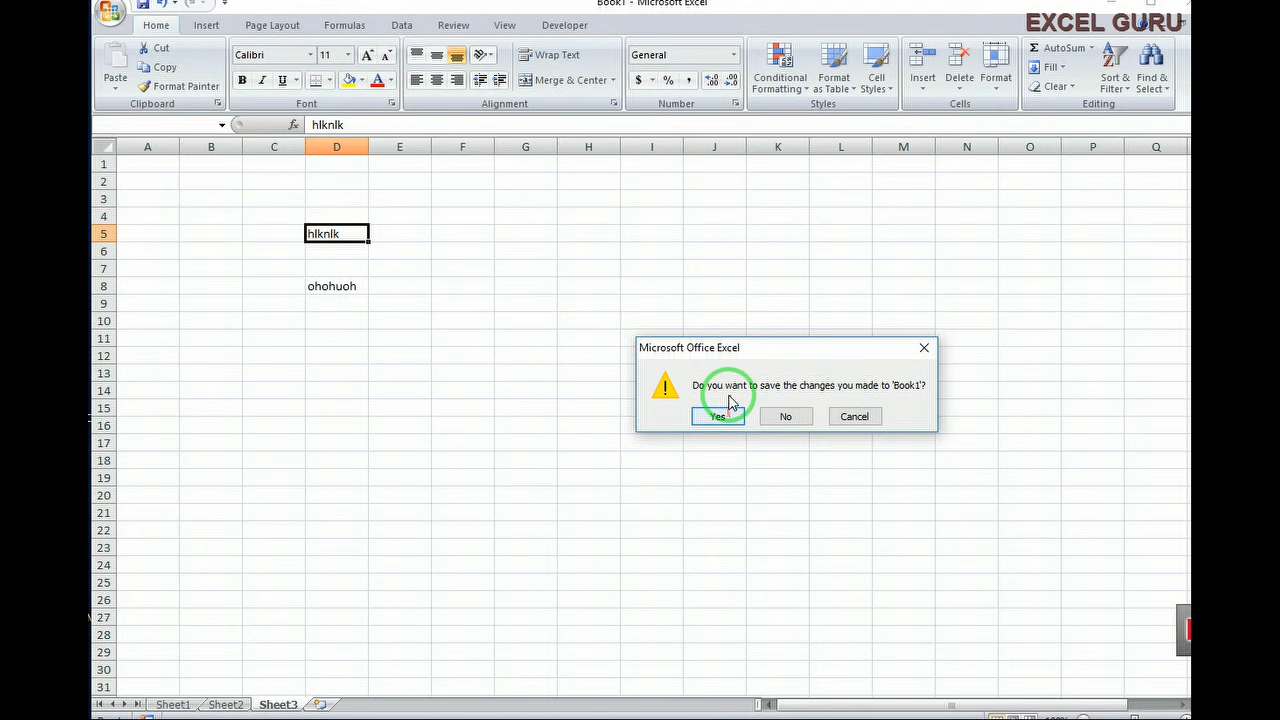 Book1 - Microsoft Excel
EXCEL GURU
Home Insert Page Layout Formulas Data Review View Developer
Paste
Cut
Copy
Format Painter
Clipboard
Calibri 11
B I U A
Font
Wrap Text
Merge & Center
Alignment
General
$ % ,
Number
Conditional Formatting
Format as Table
Cell Styles
Styles
Insert Delete Format
Cells
Σ AutoSum
Fill
Clear
Sort & Filter
Find & Select
Editing
fx hlknlk
A B C D E F G H I J K L M N O P Q
1
2
3
4
5 hlknlk
6
7
8 ohohuoh
9
10
11
12
13
14
15
16
17
18
19
20
21
22
23
24
25
26
27
28
29
30
31
Microsoft Office Excel
Do you want to save the changes you made to 'Book1'?
Yes No Cancel
Sheet1 Sheet2 Sheet3